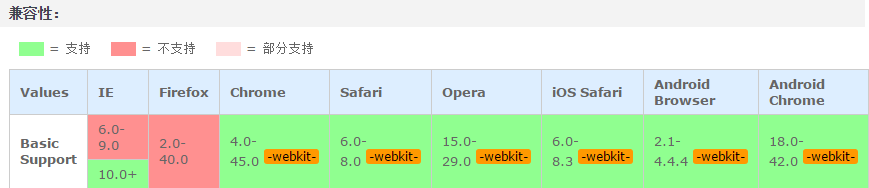 兼容性：
= 支持 = 不支持 = 部分支持
Values IE Firefox Chrome Safari Opera iOS Safari Android Browser Android Chrome
Basic Support
6.0-
9.0
10.0+
2.0-
40.0
4.0-
45.0 -webkit-
6.0-
8.0 -webkit-
15.0-
29.0 -webkit-
6.0-
8.3 -webkit-
2.1-
4.4.4 -webkit-
18.0-
42.0 -webkit-